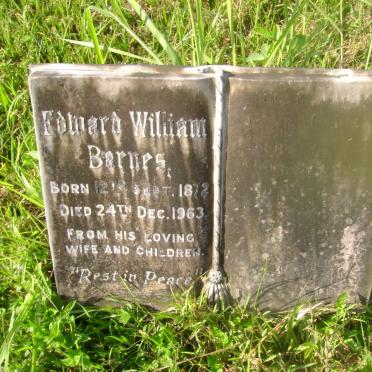 Edward William
Barnes,
BORN 12TH SEPT. 1872
DIED 24TH DEC. 1963.
FROM HIS LOVING
WIFE AND CHILDREN.
"Rest in Peace"